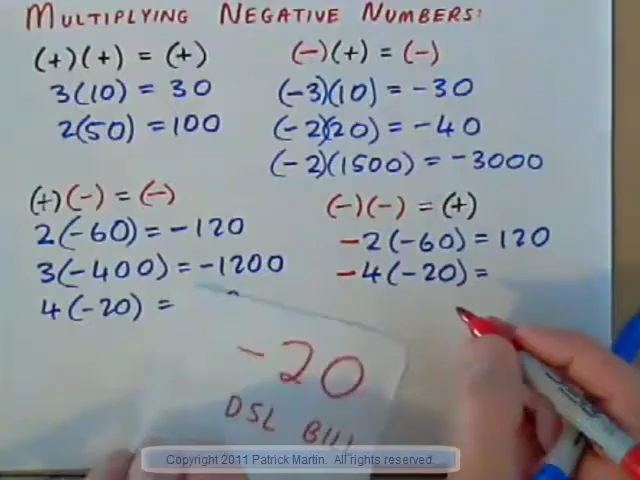 MULTIPLYING NEGATIVE NUMBERS:
(+)(+) = (+)
3(10) = 30
2(50) = 100
(-)(+) = (-)
(-3)(10) = -30
(-2)(20) = -40
(-2)(1500) = -3000
(+)(-) = (-)
2(-60) = -120
3(-400) = -1200
4(-20) =
(-)(-) = (+)
-2(-60) = 120
-4(-20) =
-20
DSL BILL
Copyright 2011 Patrick Martin. All rights reserved.